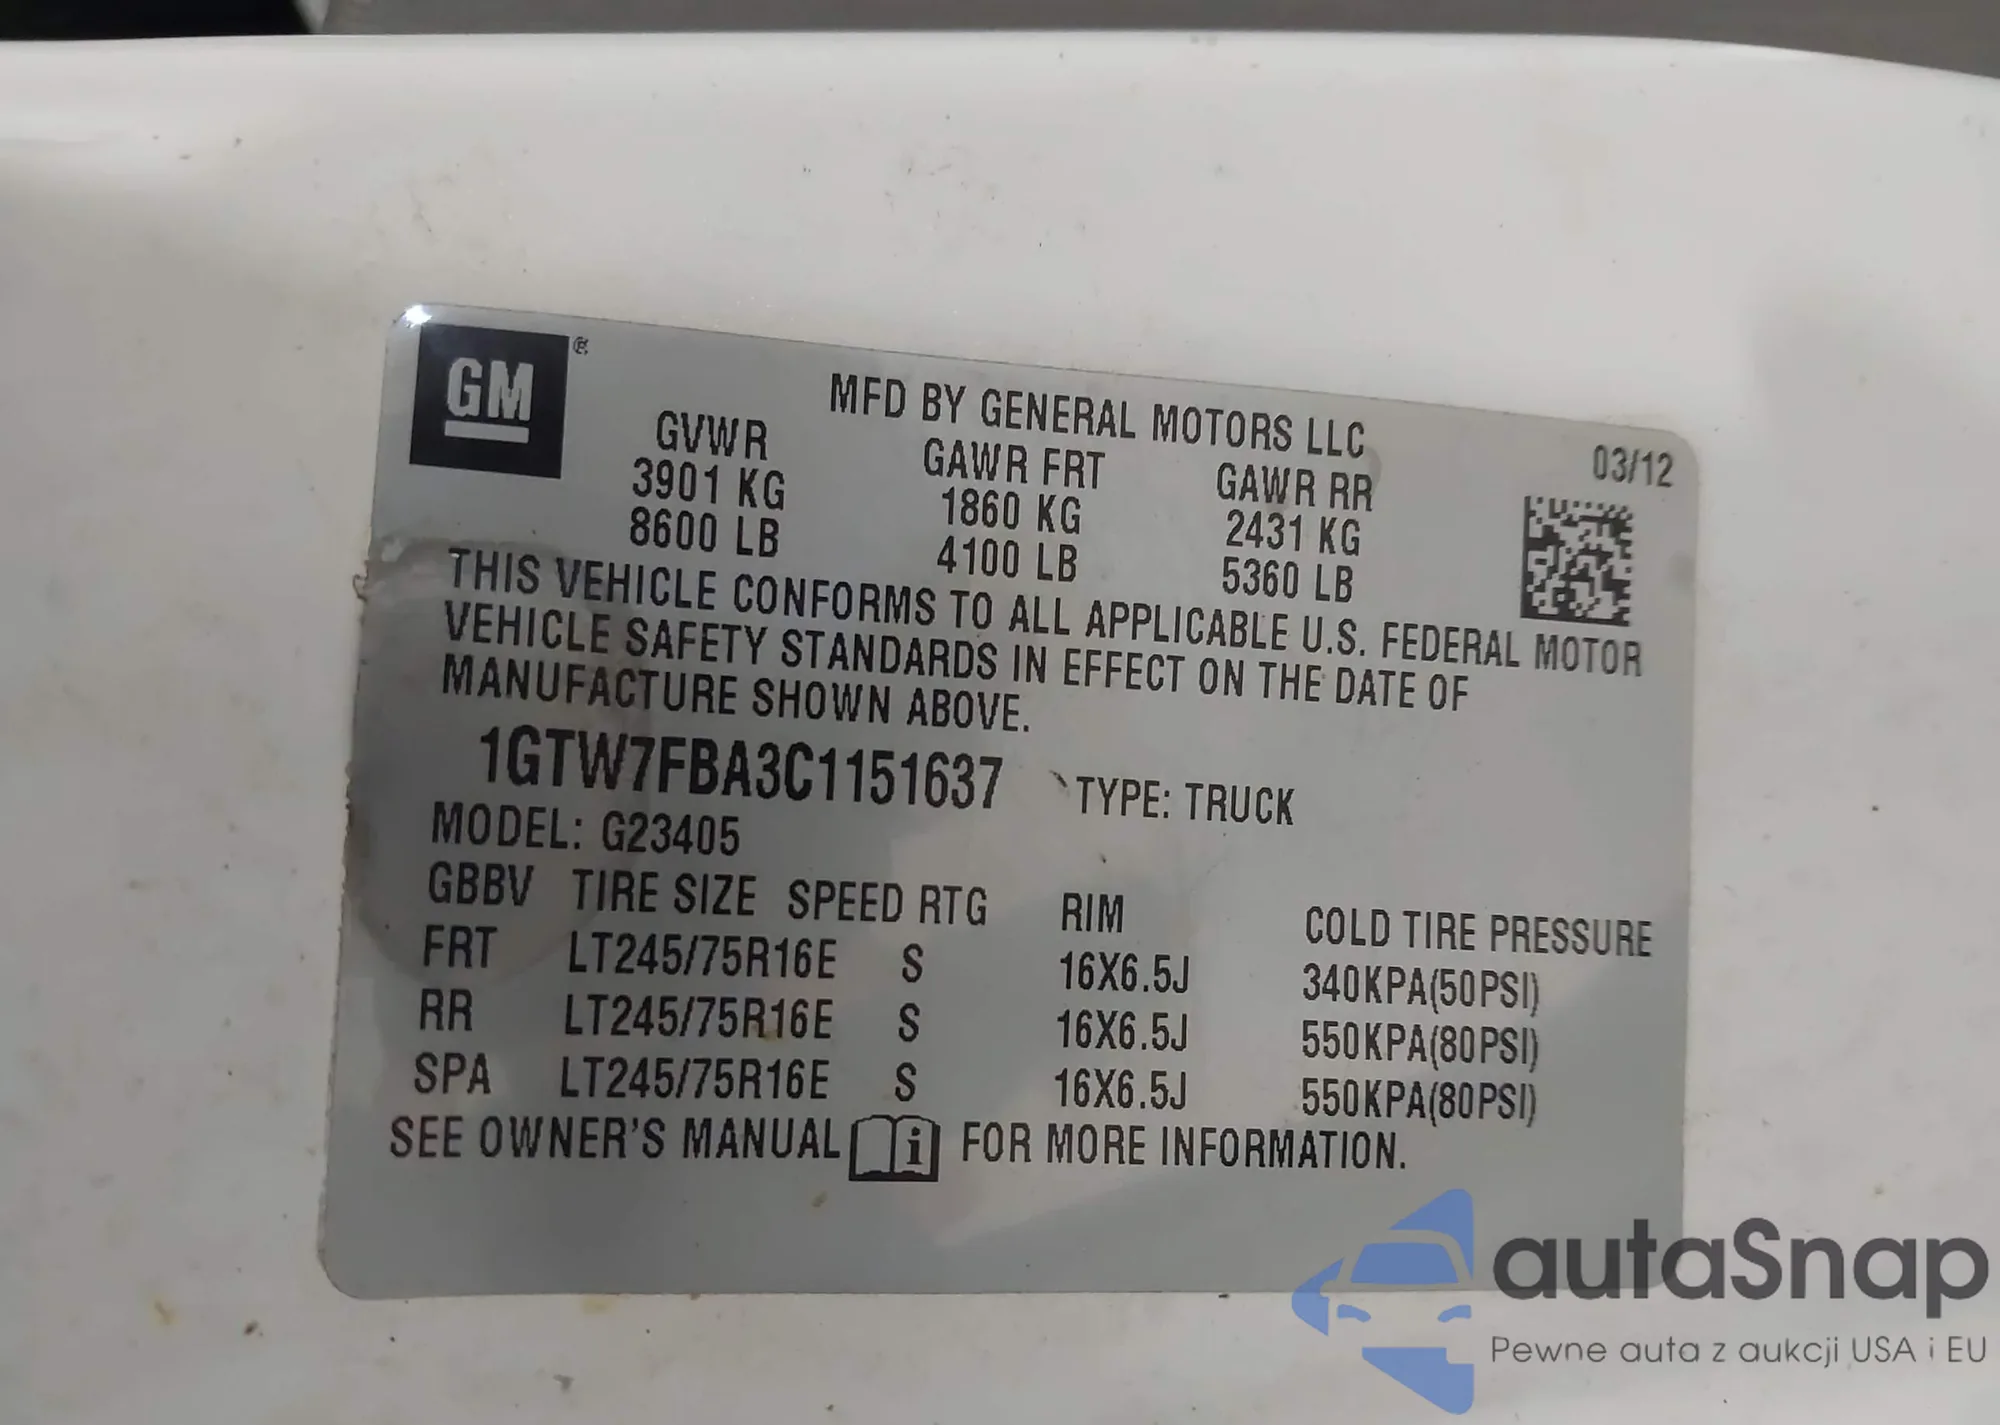 GM ®
MFD BY GENERAL MOTORS LLC
03/12
GVWR GAWR FRT GAWR RR
3901 KG 1860 KG 2431 KG
8600 LB 4100 LB 5360 LB
THIS VEHICLE CONFORMS TO ALL APPLICABLE U.S. FEDERAL MOTOR
VEHICLE SAFETY STANDARDS IN EFFECT ON THE DATE OF
MANUFACTURE SHOWN ABOVE.
1GTW7FBA3C1151637 TYPE: TRUCK
MODEL: G23405
GBBV TIRE SIZE SPEED RTG RIM COLD TIRE PRESSURE
FRT LT245/75R16E S 16X6.5J 340KPA(50PSI)
RR LT245/75R16E S 16X6.5J 550KPA(80PSI)
SPA LT245/75R16E S 16X6.5J 550KPA(80PSI)
SEE OWNER'S MANUAL i FOR MORE INFORMATION.
autaSnap
Pewne auta z aukcji USA i EU